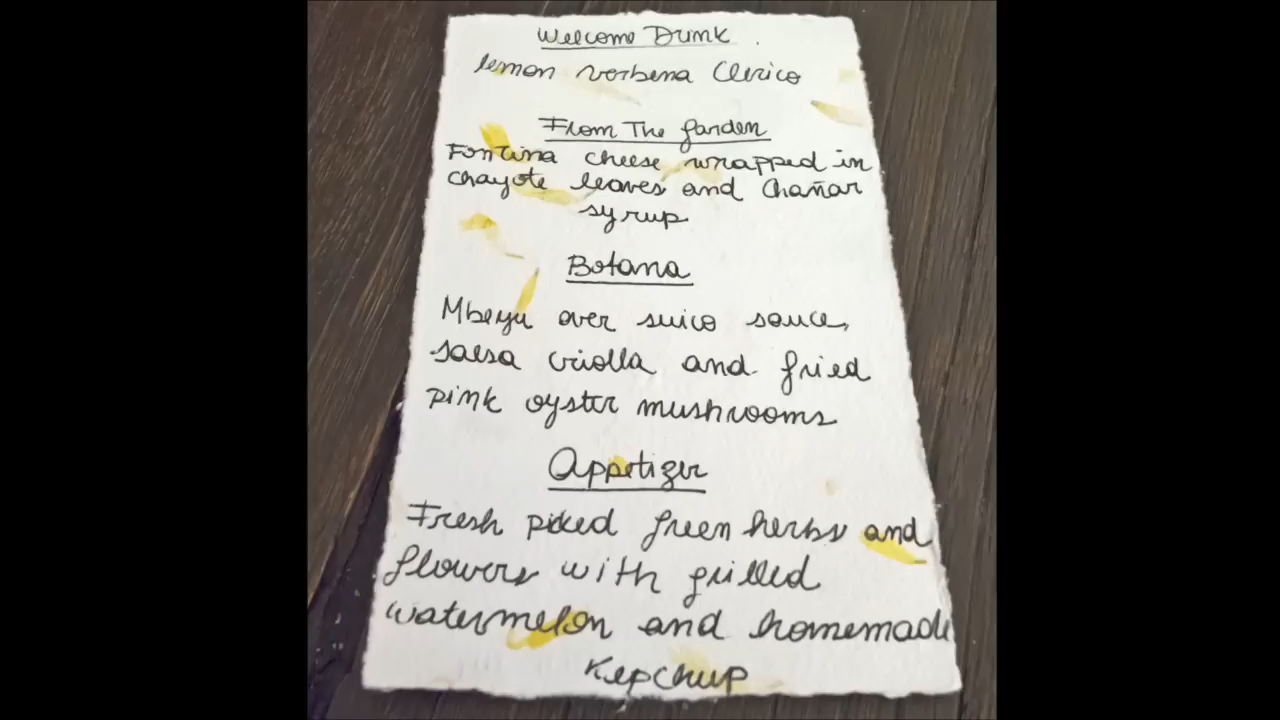 Welcome Drink
lemon verbena Clerico
From The garden
Fontina cheese wrapped in
chayote leaves and Chañar
syrup
Botana
Mbeyu over suico sauce,
salsa criolla and fried
pink oyster mushrooms
Appetizer
Fresh picked green herbs and
flowers with grilled
watermelon and homemade
Kepchup